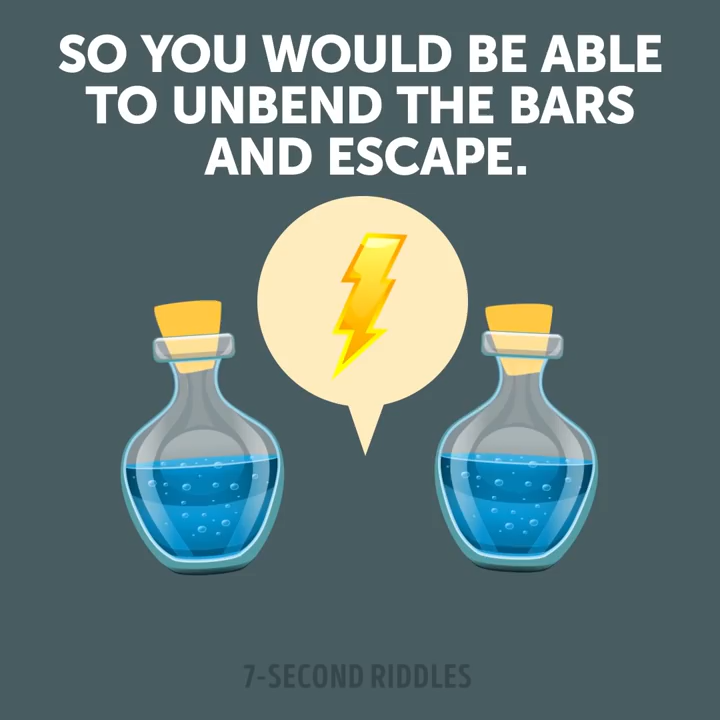 SO YOU WOULD BE ABLE
TO UNBEND THE BARS
AND ESCAPE.
7-SECOND RIDDLES